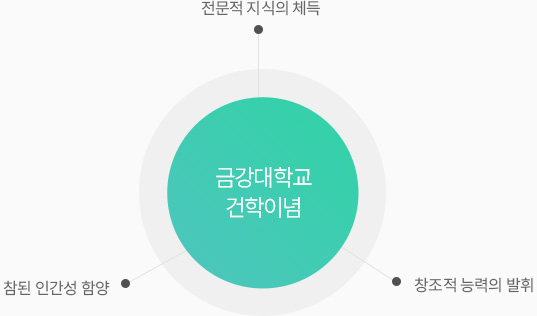 전문적 지식의 체득
금강대학교
건학이념
참된 인간성 함양
창조적 능력의 발휘